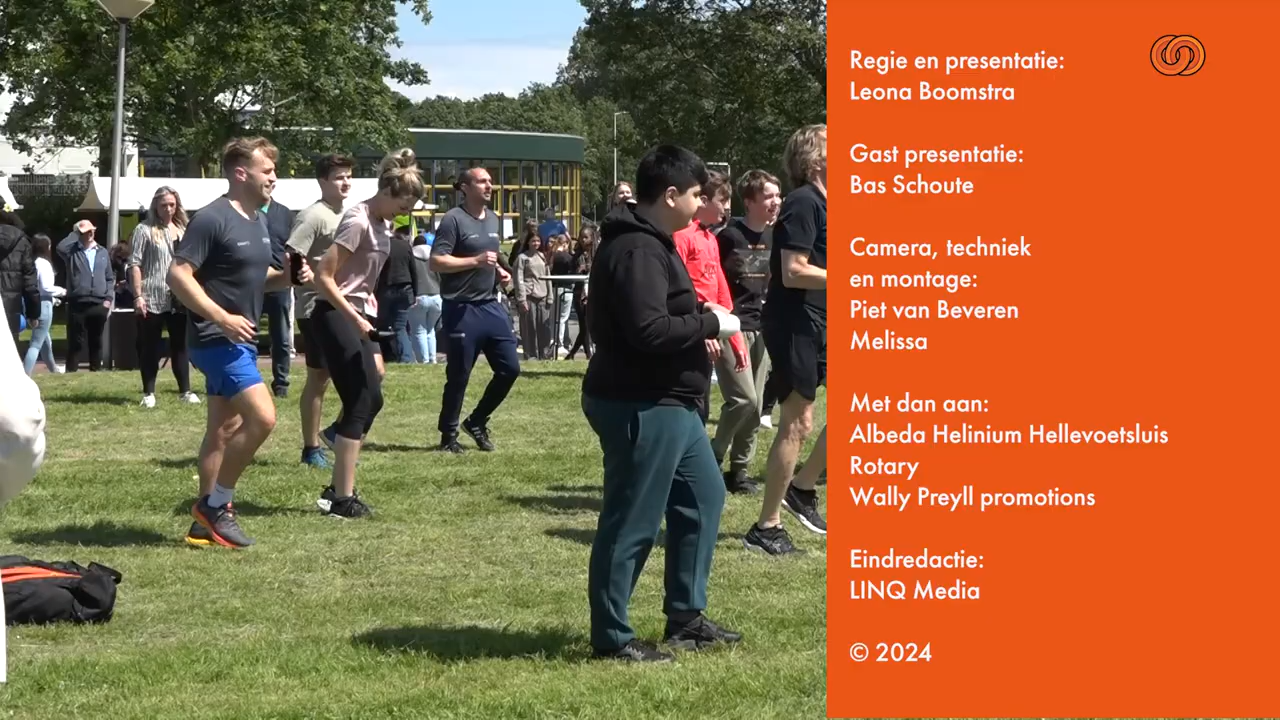 Regie en presentatie:
Leona Boomstra
Gast presentatie:
Bas Schoute
Camera, techniek
en montage:
Piet van Beveren
Melissa
Met dan aan:
Albeda Helinium Hellevoetsluis
Rotary
Wally Preyll promotions
Eindredactie:
LINQ Media
© 2024